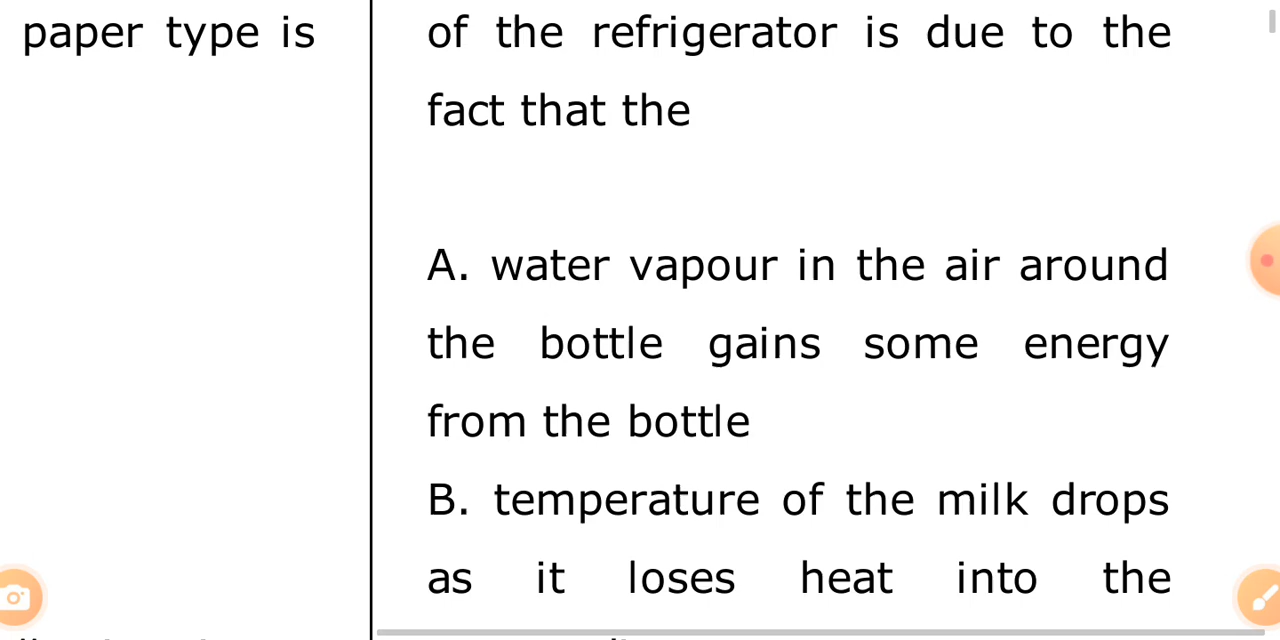 paper type is
of the refrigerator is due to the
fact that the
A. water vapour in the air around
the bottle gains some energy
from the bottle
B. temperature of the milk drops
as it loses heat into the